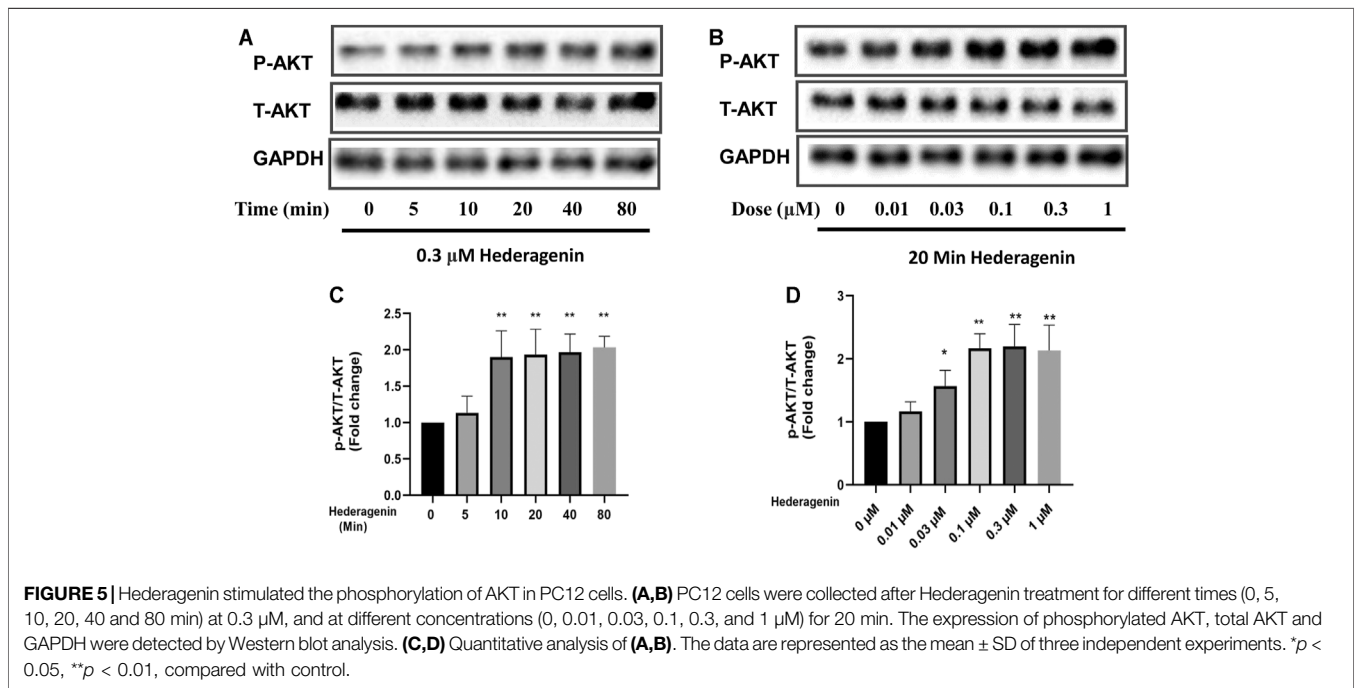 A
P-AKT
T-AKT
GAPDH
Time (min) 0 5 10 20 40 80
0.3 μM Hederagenin
B
P-AKT
T-AKT
GAPDH
Dose (μM) 0 0.01 0.03 0.1 0.3 1
20 Min Hederagenin
C
p-AKT/T-AKT
(Fold change)
2.5
2.0
1.5
1.0
0.5
0.0
** ** ** **
Hederagenin
(Min)
0 5 10 20 40 80
D
p-AKT/T-AKT
(Fold change)
3
2
1
0
* ** ** **
Hederagenin
0 μM 0.01 μM 0.03 μM 0.1 μM 0.3 μM 1 μM
FIGURE 5 | Hederagenin stimulated the phosphorylation of AKT in PC12 cells. (A,B) PC12 cells were collected after Hederagenin treatment for different times (0, 5,
10, 20, 40 and 80 min) at 0.3 μM, and at different concentrations (0, 0.01, 0.03, 0.1, 0.3, and 1 μM) for 20 min. The expression of phosphorylated AKT, total AKT and
GAPDH were detected by Western blot analysis. (C,D) Quantitative analysis of (A,B). The data are represented as the mean ± SD of three independent experiments. *p <
0.05, **p < 0.01, compared with control.